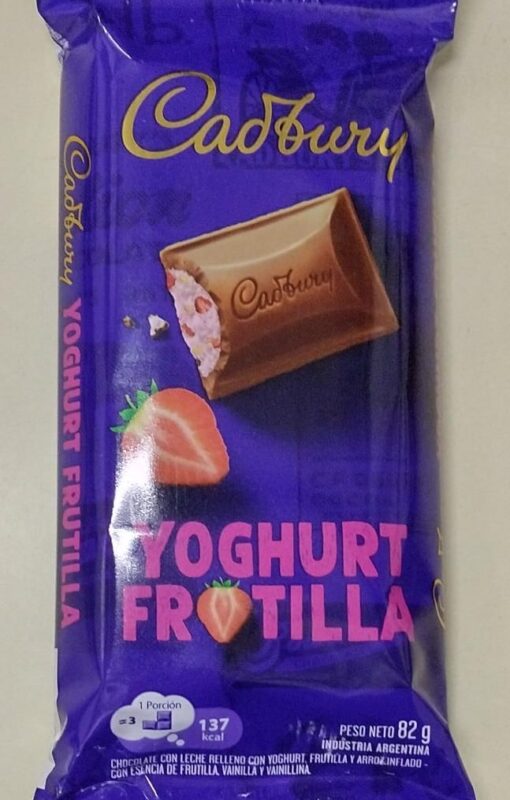 Cadbury
Cadbury
Cadbury YOGHURT FRUTILLA
YOGHURT
FRUTILLA
1 Porción
=3
137
kcal
PESO NETO 82 g
INDÚSTRIA ARGENTINA
CHOCOLATE CON LECHE RELLENO CON YOGHURT, FRUTILLA Y ARROZ INFLADO -
CON ESENCIA DE FRUTILLA, VAINILLA Y VAINILLINA.